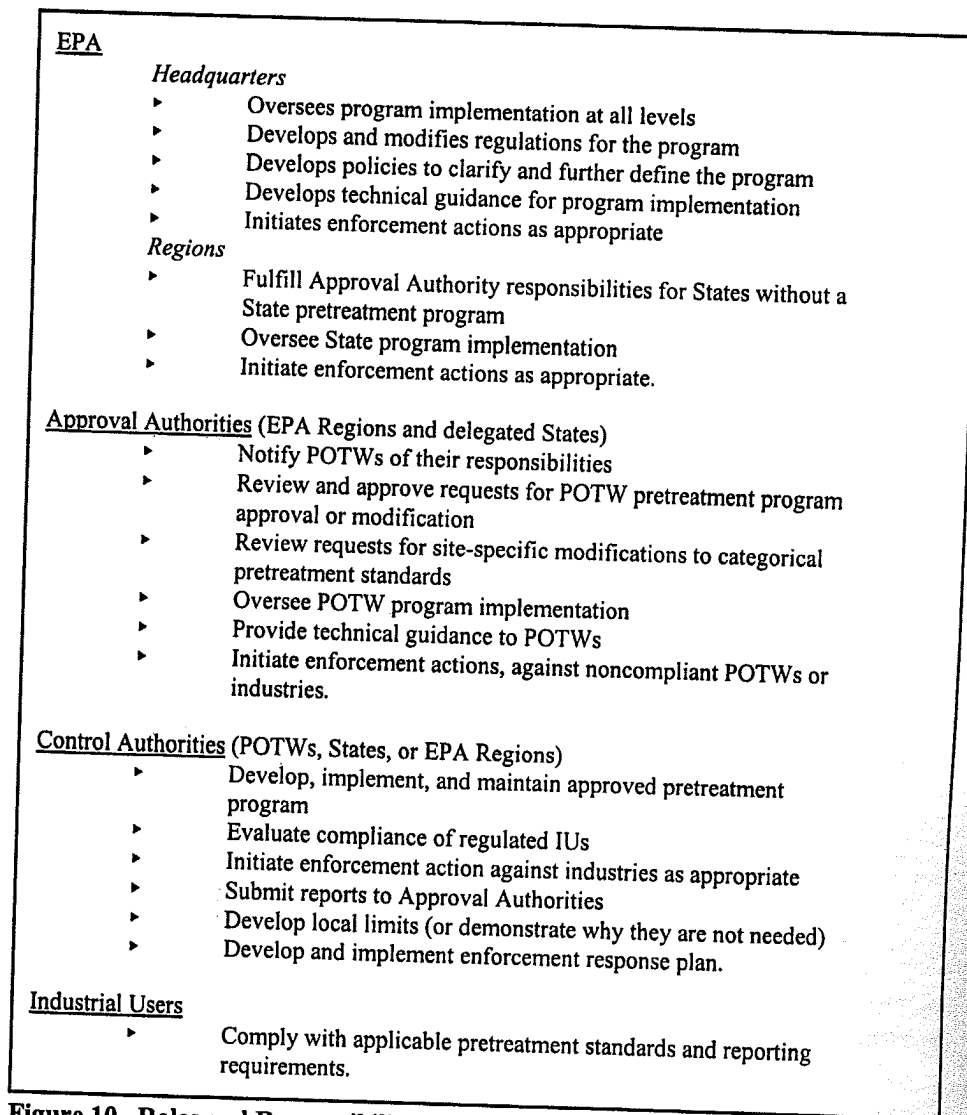 EPA
Headquarters
▸ Oversees program implementation at all levels
▸ Develops and modifies regulations for the program
▸ Develops policies to clarify and further define the program
▸ Develops technical guidance for program implementation
▸ Initiates enforcement actions as appropriate
Regions
▸ Fulfill Approval Authority responsibilities for States without a
State pretreatment program
▸ Oversee State program implementation
▸ Initiate enforcement actions as appropriate.
Approval Authorities (EPA Regions and delegated States)
▸ Notify POTWs of their responsibilities
▸ Review and approve requests for POTW pretreatment program
approval or modification
▸ Review requests for site-specific modifications to categorical
pretreatment standards
▸ Oversee POTW program implementation
▸ Provide technical guidance to POTWs
▸ Initiate enforcement actions, against noncompliant POTWs or
industries.
Control Authorities (POTWs, States, or EPA Regions)
▸ Develop, implement, and maintain approved pretreatment
program
▸ Evaluate compliance of regulated IUs
▸ Initiate enforcement action against industries as appropriate
▸ Submit reports to Approval Authorities
▸ Develop local limits (or demonstrate why they are not needed)
▸ Develop and implement enforcement response plan.
Industrial Users
▸ Comply with applicable pretreatment standards and reporting
requirements.
Figure 10. Roles and